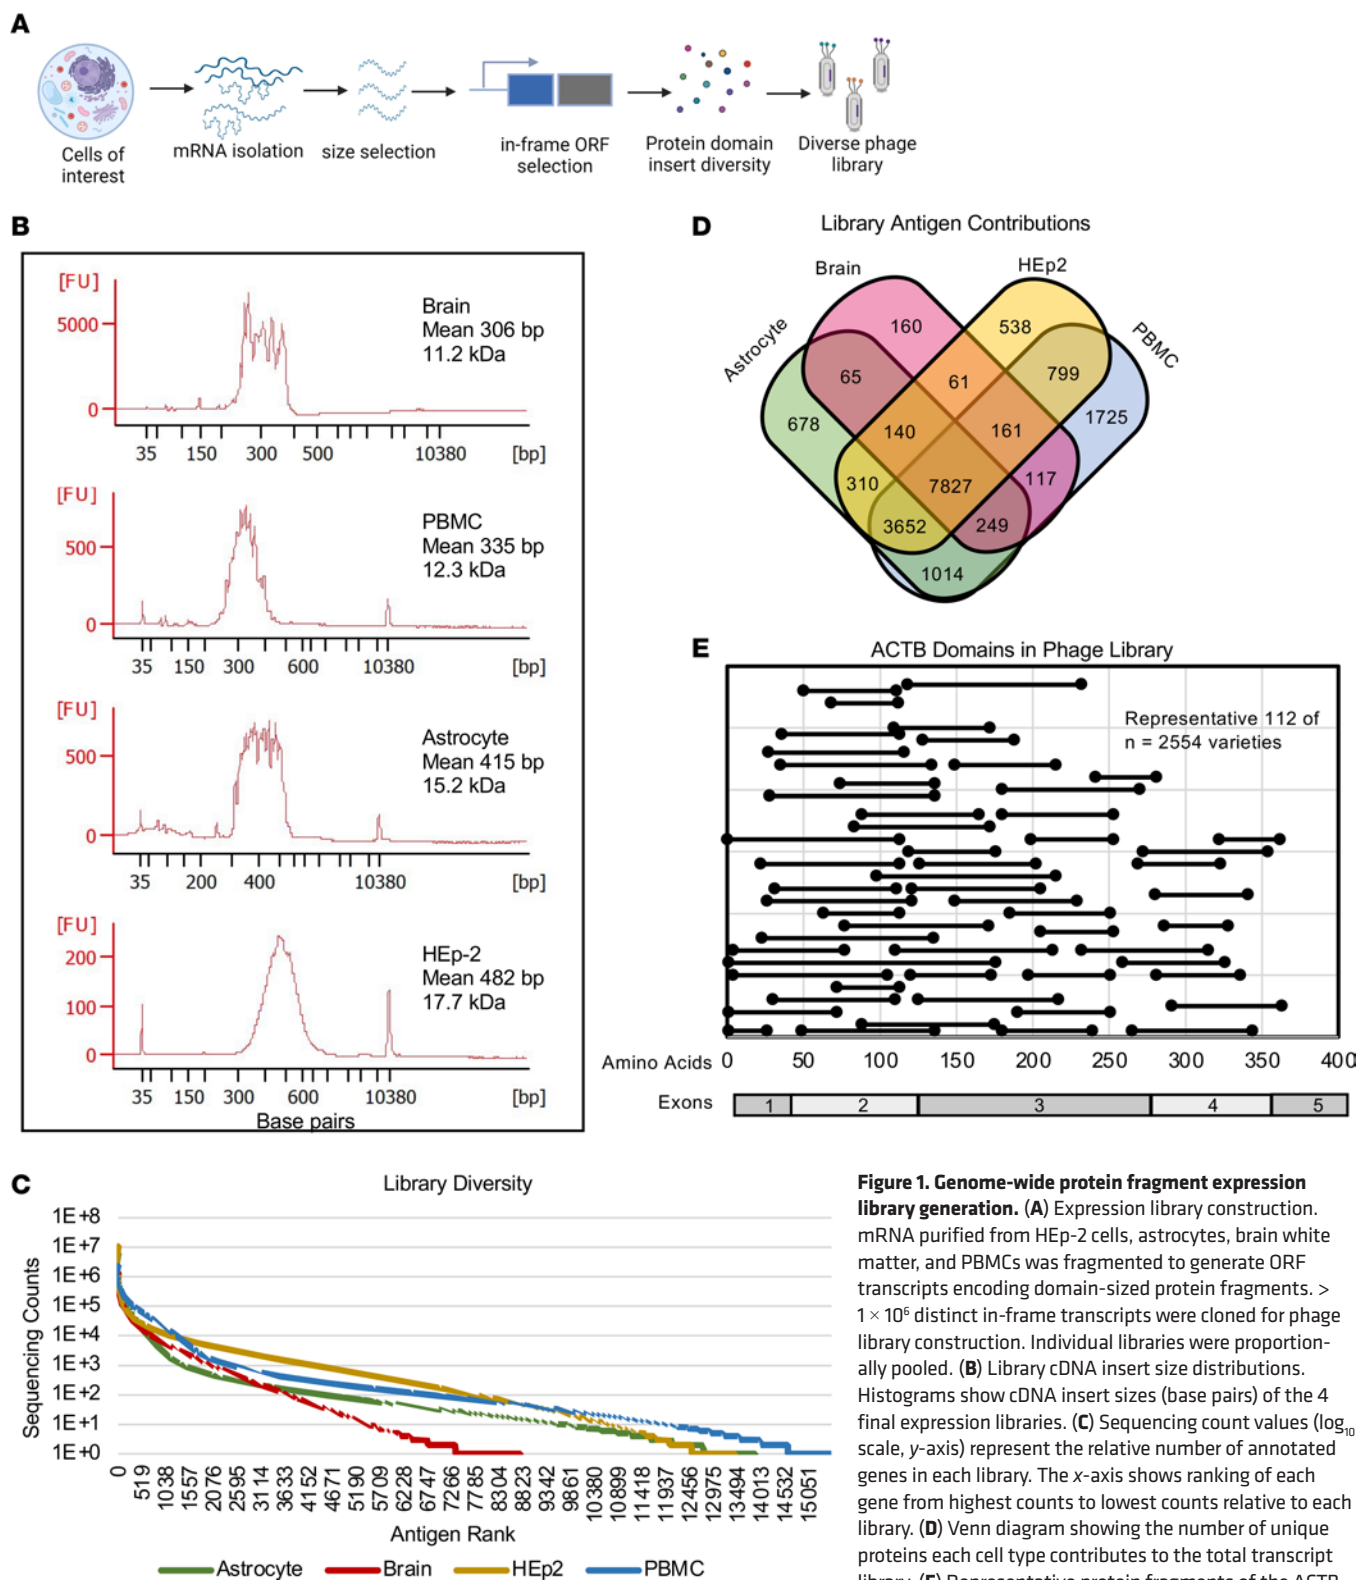 A
Cells of
interest
mRNA isolation
size selection
in-frame ORF
selection
Protein domain
insert diversity
Diverse phage
library
B
[FU]
5000
0
Brain
Mean 306 bp
11.2 kDa
35 150 300 500 10380 [bp]
[FU]
500
0
PBMC
Mean 335 bp
12.3 kDa
35 150 300 600 10380 [bp]
[FU]
500
0
Astrocyte
Mean 415 bp
15.2 kDa
35 200 400 10380 [bp]
[FU]
200
100
0
HEp-2
Mean 482 bp
17.7 kDa
35 150 300 600 10380 [bp]
Base pairs
D
Library Antigen Contributions
Brain
HEp2
Astrocyte
PBMC
160
538
65
61
799
678
140
161
1725
310
7827
117
3652
249
1014
E
ACTB Domains in Phage Library
Representative 112 of
n = 2554 varieties
Amino Acids 0 50 100 150 200 250 300 350 400
Exons 1 2 3 4 5
C
Library Diversity
Sequencing Counts
1E+8
1E+7
1E+6
1E+5
1E+4
1E+3
1E+2
1E+1
1E+0
0 519 1038 1557 2076 2595 3114 3633 4152 4671 5190 5709 6228 6747 7266 7785 8304 8823 9342 9861 10380 10899 11418 11937 12456 12975 13494 14013 14532 15051
Antigen Rank
Astrocyte Brain HEp2 PBMC
Figure 1. Genome-wide protein fragment expression
library generation. (A) Expression library construction.
mRNA purified from HEp-2 cells, astrocytes, brain white
matter, and PBMCs was fragmented to generate ORF
transcripts encoding domain-sized protein fragments. >
1 × 10⁶ distinct in-frame transcripts were cloned for phage
library construction. Individual libraries were proportion-
ally pooled. (B) Library cDNA insert size distributions.
Histograms show cDNA insert sizes (base pairs) of the 4
final expression libraries. (C) Sequencing count values (log₁₀
scale, y-axis) represent the relative number of annotated
genes in each library. The x-axis shows ranking of each
gene from highest counts to lowest counts relative to each
library. (D) Venn diagram showing the number of unique
proteins each cell type contributes to the total transcript
library. (E) Representative protein fragments of the ACTB